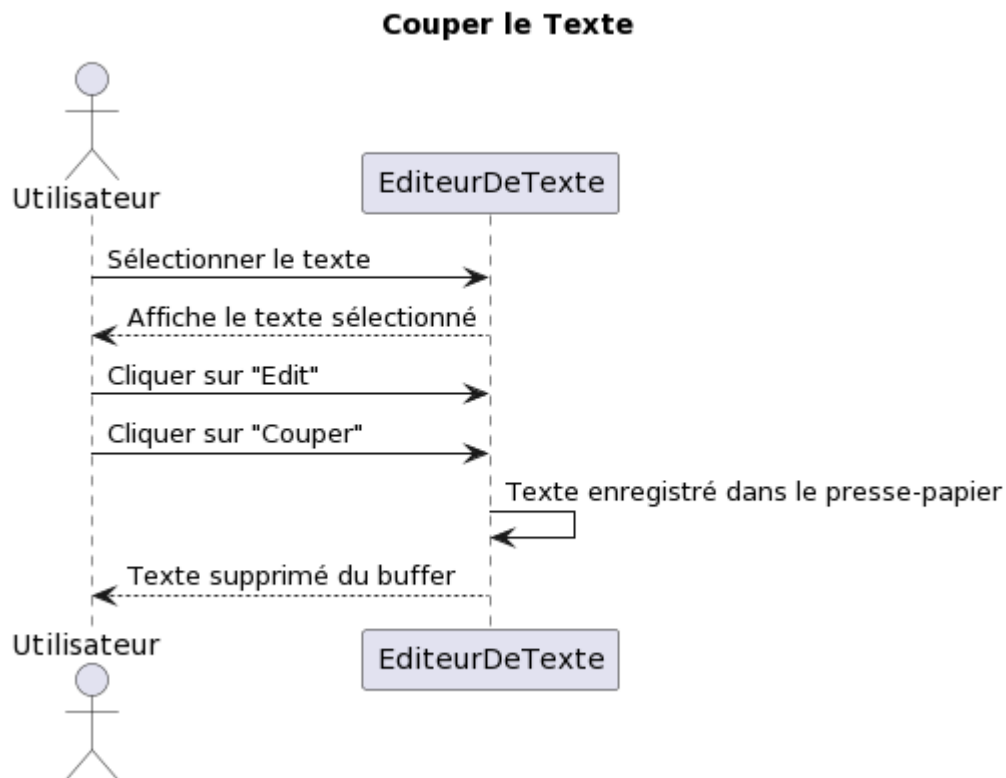 Couper le Texte
Utilisateur
EditeurDeTexte
Sélectionner le texte
Affiche le texte sélectionné
Cliquer sur "Edit"
Cliquer sur "Couper"
Texte enregistré dans le presse-papier
Texte supprimé du buffer
Utilisateur
EditeurDeTexte